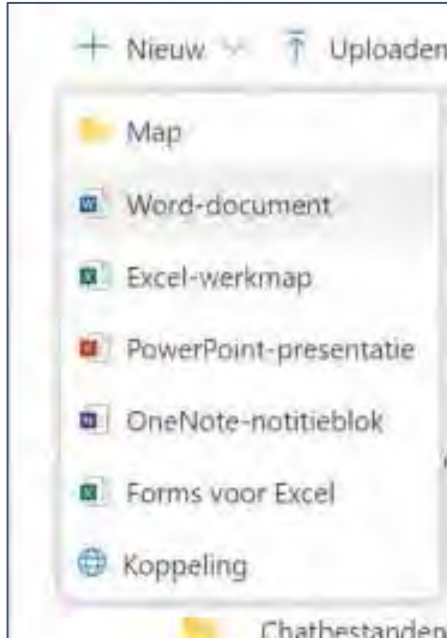 Nieuw Uploaden
Map
Word-document
Excel-werkmap
PowerPoint-presentatie
OneNote-notitieblok
Forms voor Excel
Koppeling
Chatbestanden